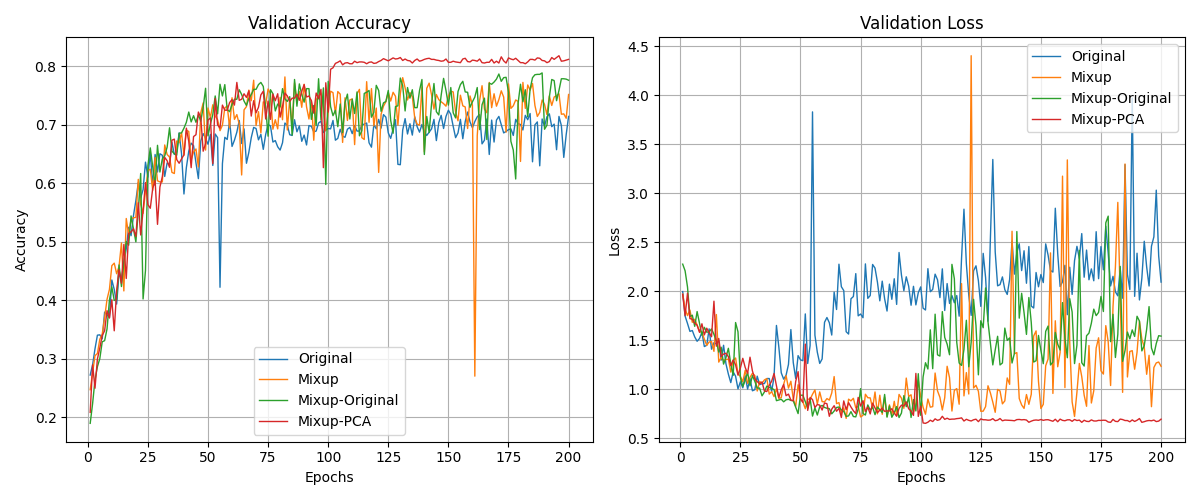 Validation Accuracy
Accuracy
0.8
0.7
0.6
0.5
0.4
0.3
0.2
Original
Mixup
Mixup-Original
Mixup-PCA
0 25 50 75 100 125 150 175 200
Epochs
Validation Loss
Loss
4.5
4.0
3.5
3.0
2.5
2.0
1.5
1.0
0.5
Original
Mixup
Mixup-Original
Mixup-PCA
0 25 50 75 100 125 150 175 200
Epochs